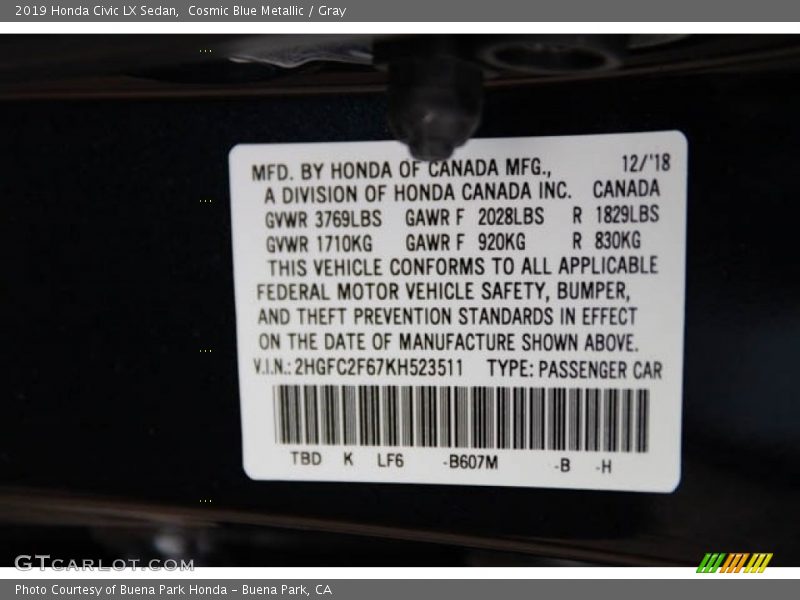 2019 Honda Civic LX Sedan,  Cosmic Blue Metallic / Gray
MFD. BY HONDA OF CANADA MFG., 12/'18
A DIVISION OF HONDA CANADA INC. CANADA
GVWR 3769LBS GAWR F 2028LBS R 1829LBS
GVWR 1710KG GAWR F 920KG R 830KG
THIS VEHICLE CONFORMS TO ALL APPLICABLE
FEDERAL MOTOR VEHICLE SAFETY, BUMPER,
AND THEFT PREVENTION STANDARDS IN EFFECT
ON THE DATE OF MANUFACTURE SHOWN ABOVE.
V.I.N.: 2HGFC2F67KH523511 TYPE: PASSENGER CAR
TBD K LF6 -B607M -B -H
GTCARLOT.COM
Photo Courtesy of Buena Park Honda - Buena Park, CA